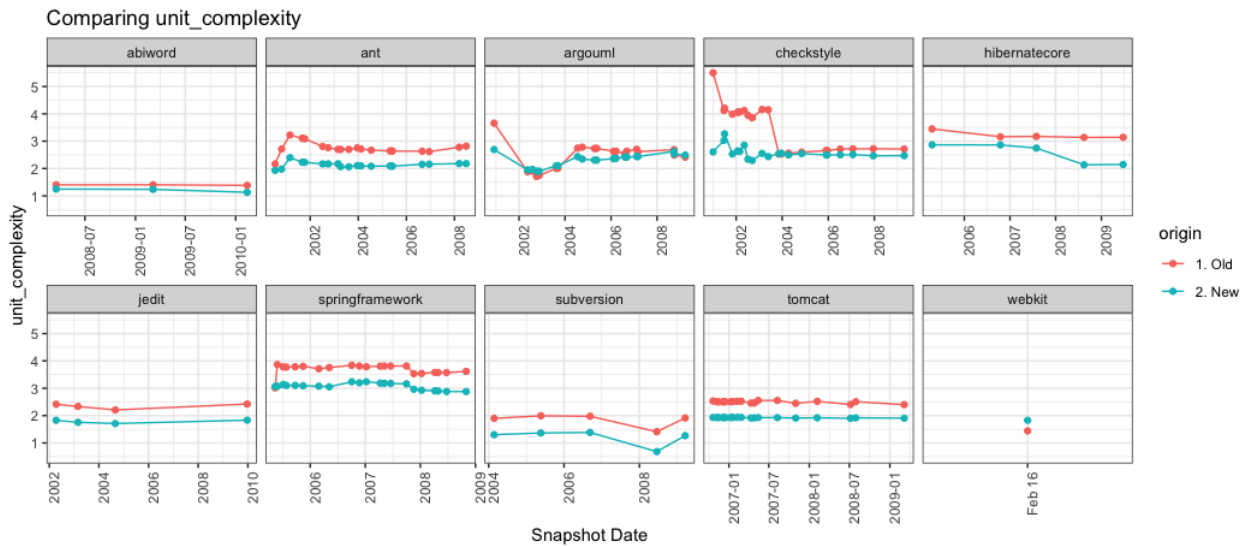 Comparing unit_complexity
abiword ant argouml checkstyle hibernatecore
5
4
3
2
1
2008-07 2009-01 2009-07 2010-01 2002 2004 2006 2008 2002 2004 2006 2008 2002 2004 2006 2008 2006 2007 2008 2009
unit_complexity
jedit springframework subversion tomcat webkit
5
4
3
2
1
2002 2004 2006 2008 2010 2006 2007 2008 2009 2004 2006 2008 2007-01 2007-07 2008-01 2008-07 2009-01 Feb 16
Snapshot Date
origin
1. Old
2. New